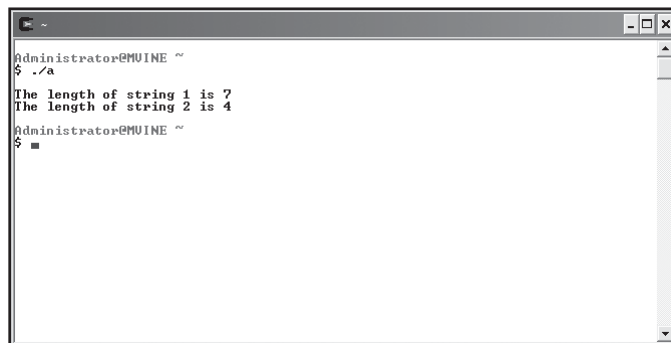 ~
Administrator@MVINE ~
$ ./a
The length of string 1 is 7
The length of string 2 is 4
Administrator@MVINE ~
$